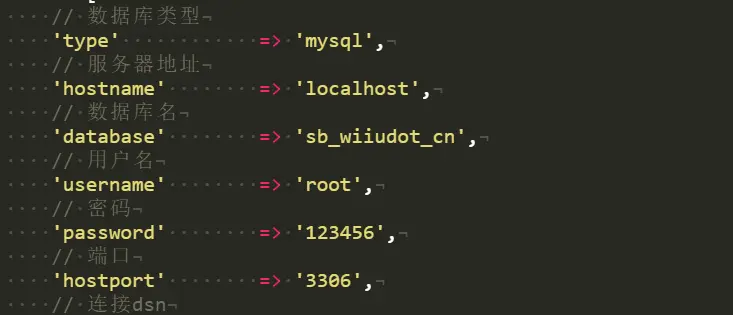 // 数据库类型
'type' => 'mysql',
// 服务器地址
'hostname' => 'localhost',
// 数据库名
'database' => 'sb_wiiudot_cn',
// 用户名
'username' => 'root',
// 密码
'password' => '123456',
// 端口
'hostport' => '3306',
// 连接dsn